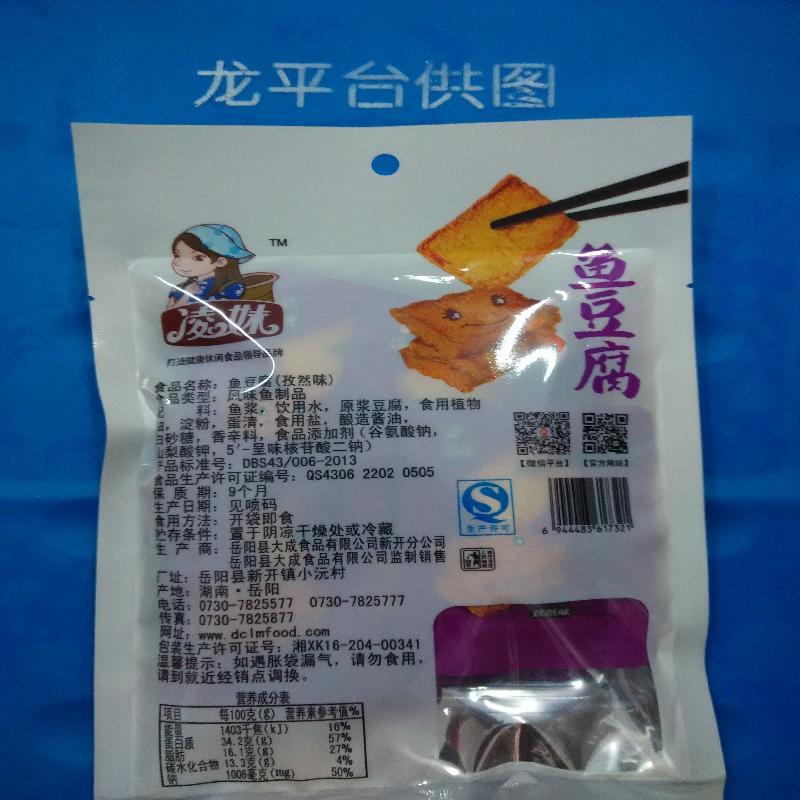 龙平台供图
TM
凌妹
打造健康休闲食品领导品牌
鱼豆腐
食品名称：鱼豆腐(孜然味)
食品类型：风味鱼制品
料：鱼浆，饮用水，原浆豆腐，食用植物
油，淀粉，蛋清，食用盐，酿造酱油，
白砂糖，香辛料，食品添加剂（谷氨酸钠，
山梨酸钾，5'-呈味核苷酸二钠）
产品标准号：DBS43/006-2013
食品生产许可证编号：QS4306 2202 0505
保 质 期：9个月
生产日期：见喷码
食用方法：开袋即食
贮存条件：置于阴凉干燥处或冷藏
生 产 商：岳阳县大成食品有限公司新开分公司
岳阳县大成食品有限公司监制销售
厂址：岳阳县新开镇小沅村
产地：湖南·岳阳
电话：0730-7825577 0730-7825777
传真：0730-7825877
网址：www.dclmfood.com
包装生产许可证号：湘XK16-204-00341
温馨提示：如遇胀袋漏气，请勿食用，
请到就近经销点调换。
【微信平台】 【官方网站】
生产许可
6 944483 617321
孜然味
营养成分表
项目 每100克(g) 营养素参考值%
能量 1403千焦(kJ) 16%
蛋白质 34.2克(g) 57%
脂肪 16.1克(g) 27%
碳水化合物 13.3克(g) 4%
钠 1006毫克(mg) 50%